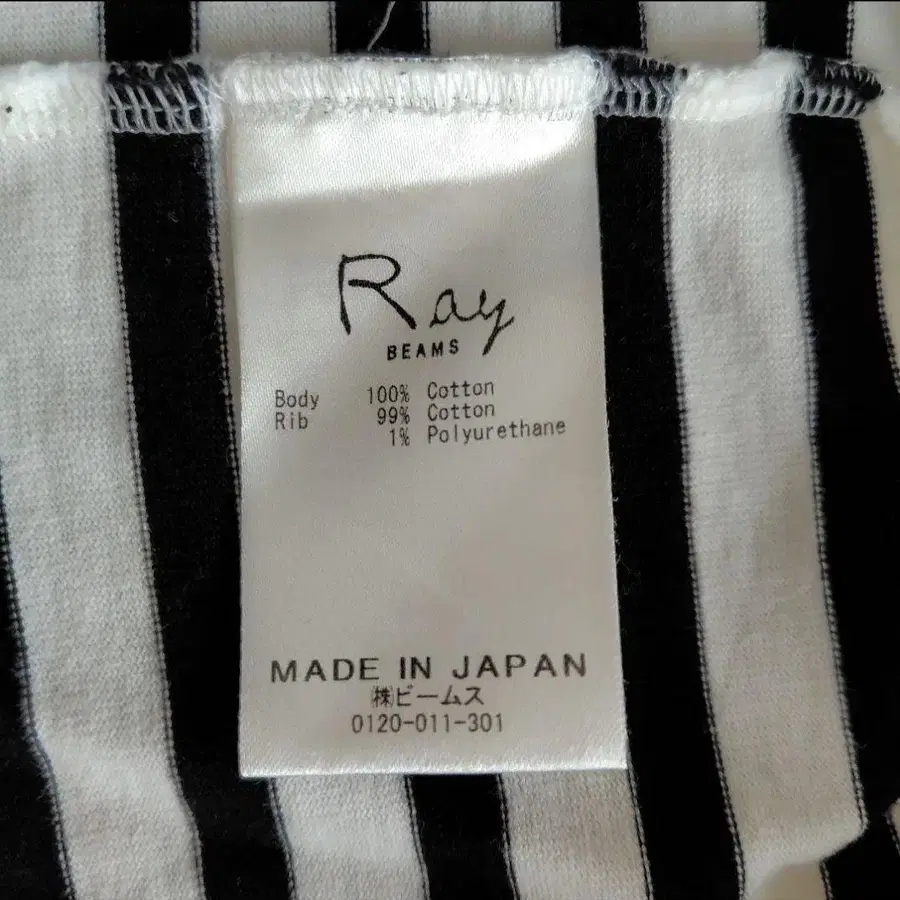 Ray
BEAMS
Body 100% Cotton
Rib 99% Cotton
1% Polyurethane
MADE IN JAPAN
㈱ビームス
0120-011-301